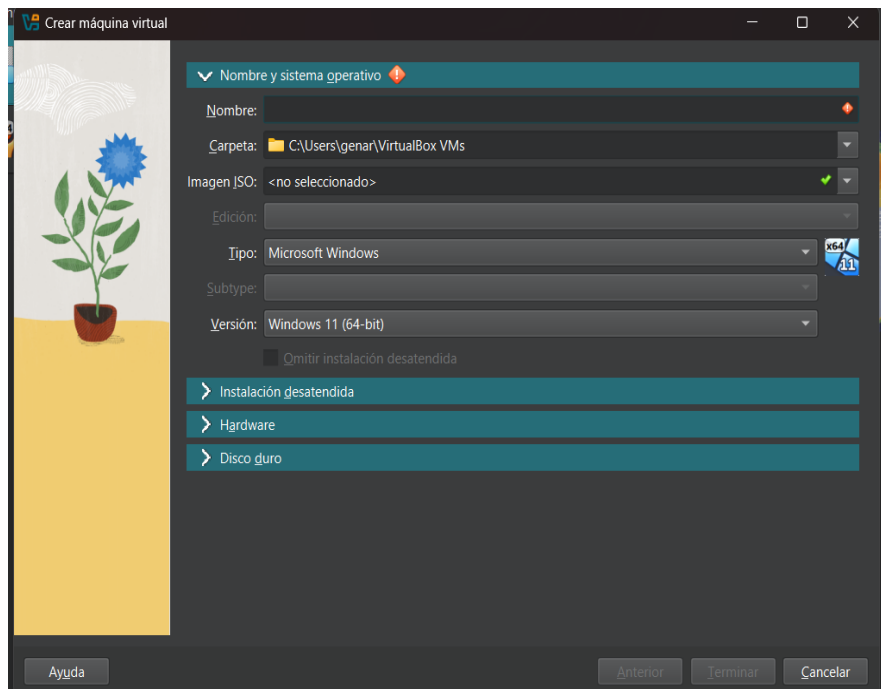 Crear máquina virtual
Nombre y sistema operativo
Nombre:
Carpeta: C:\Users\genar\VirtualBox VMs
Imagen ISO: <no seleccionado>
Edición:
Tipo: Microsoft Windows
x64
11
Subtype:
Versión: Windows 11 (64-bit)
Omitir instalación desatendida
Instalación desatendida
Hardware
Disco duro
Ayuda Anterior Terminar Cancelar